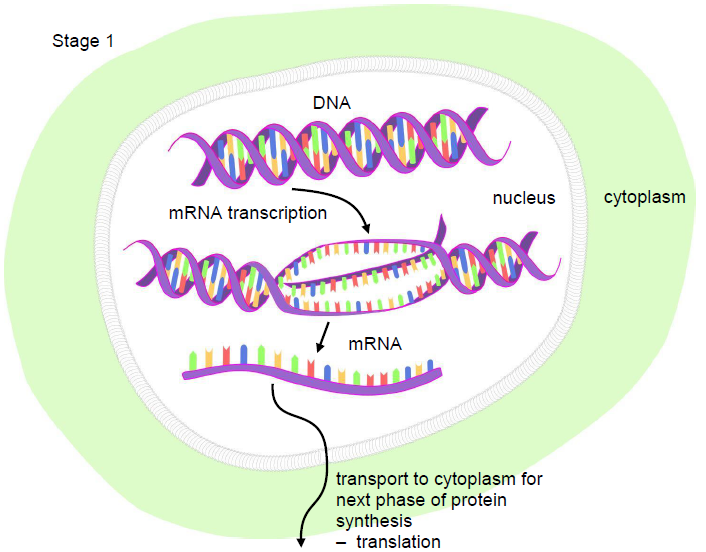 Stage 1
DNA
nucleus
cytoplasm
mRNA transcription
mRNA
transport to cytoplasm for
next phase of protein
synthesis
– translation